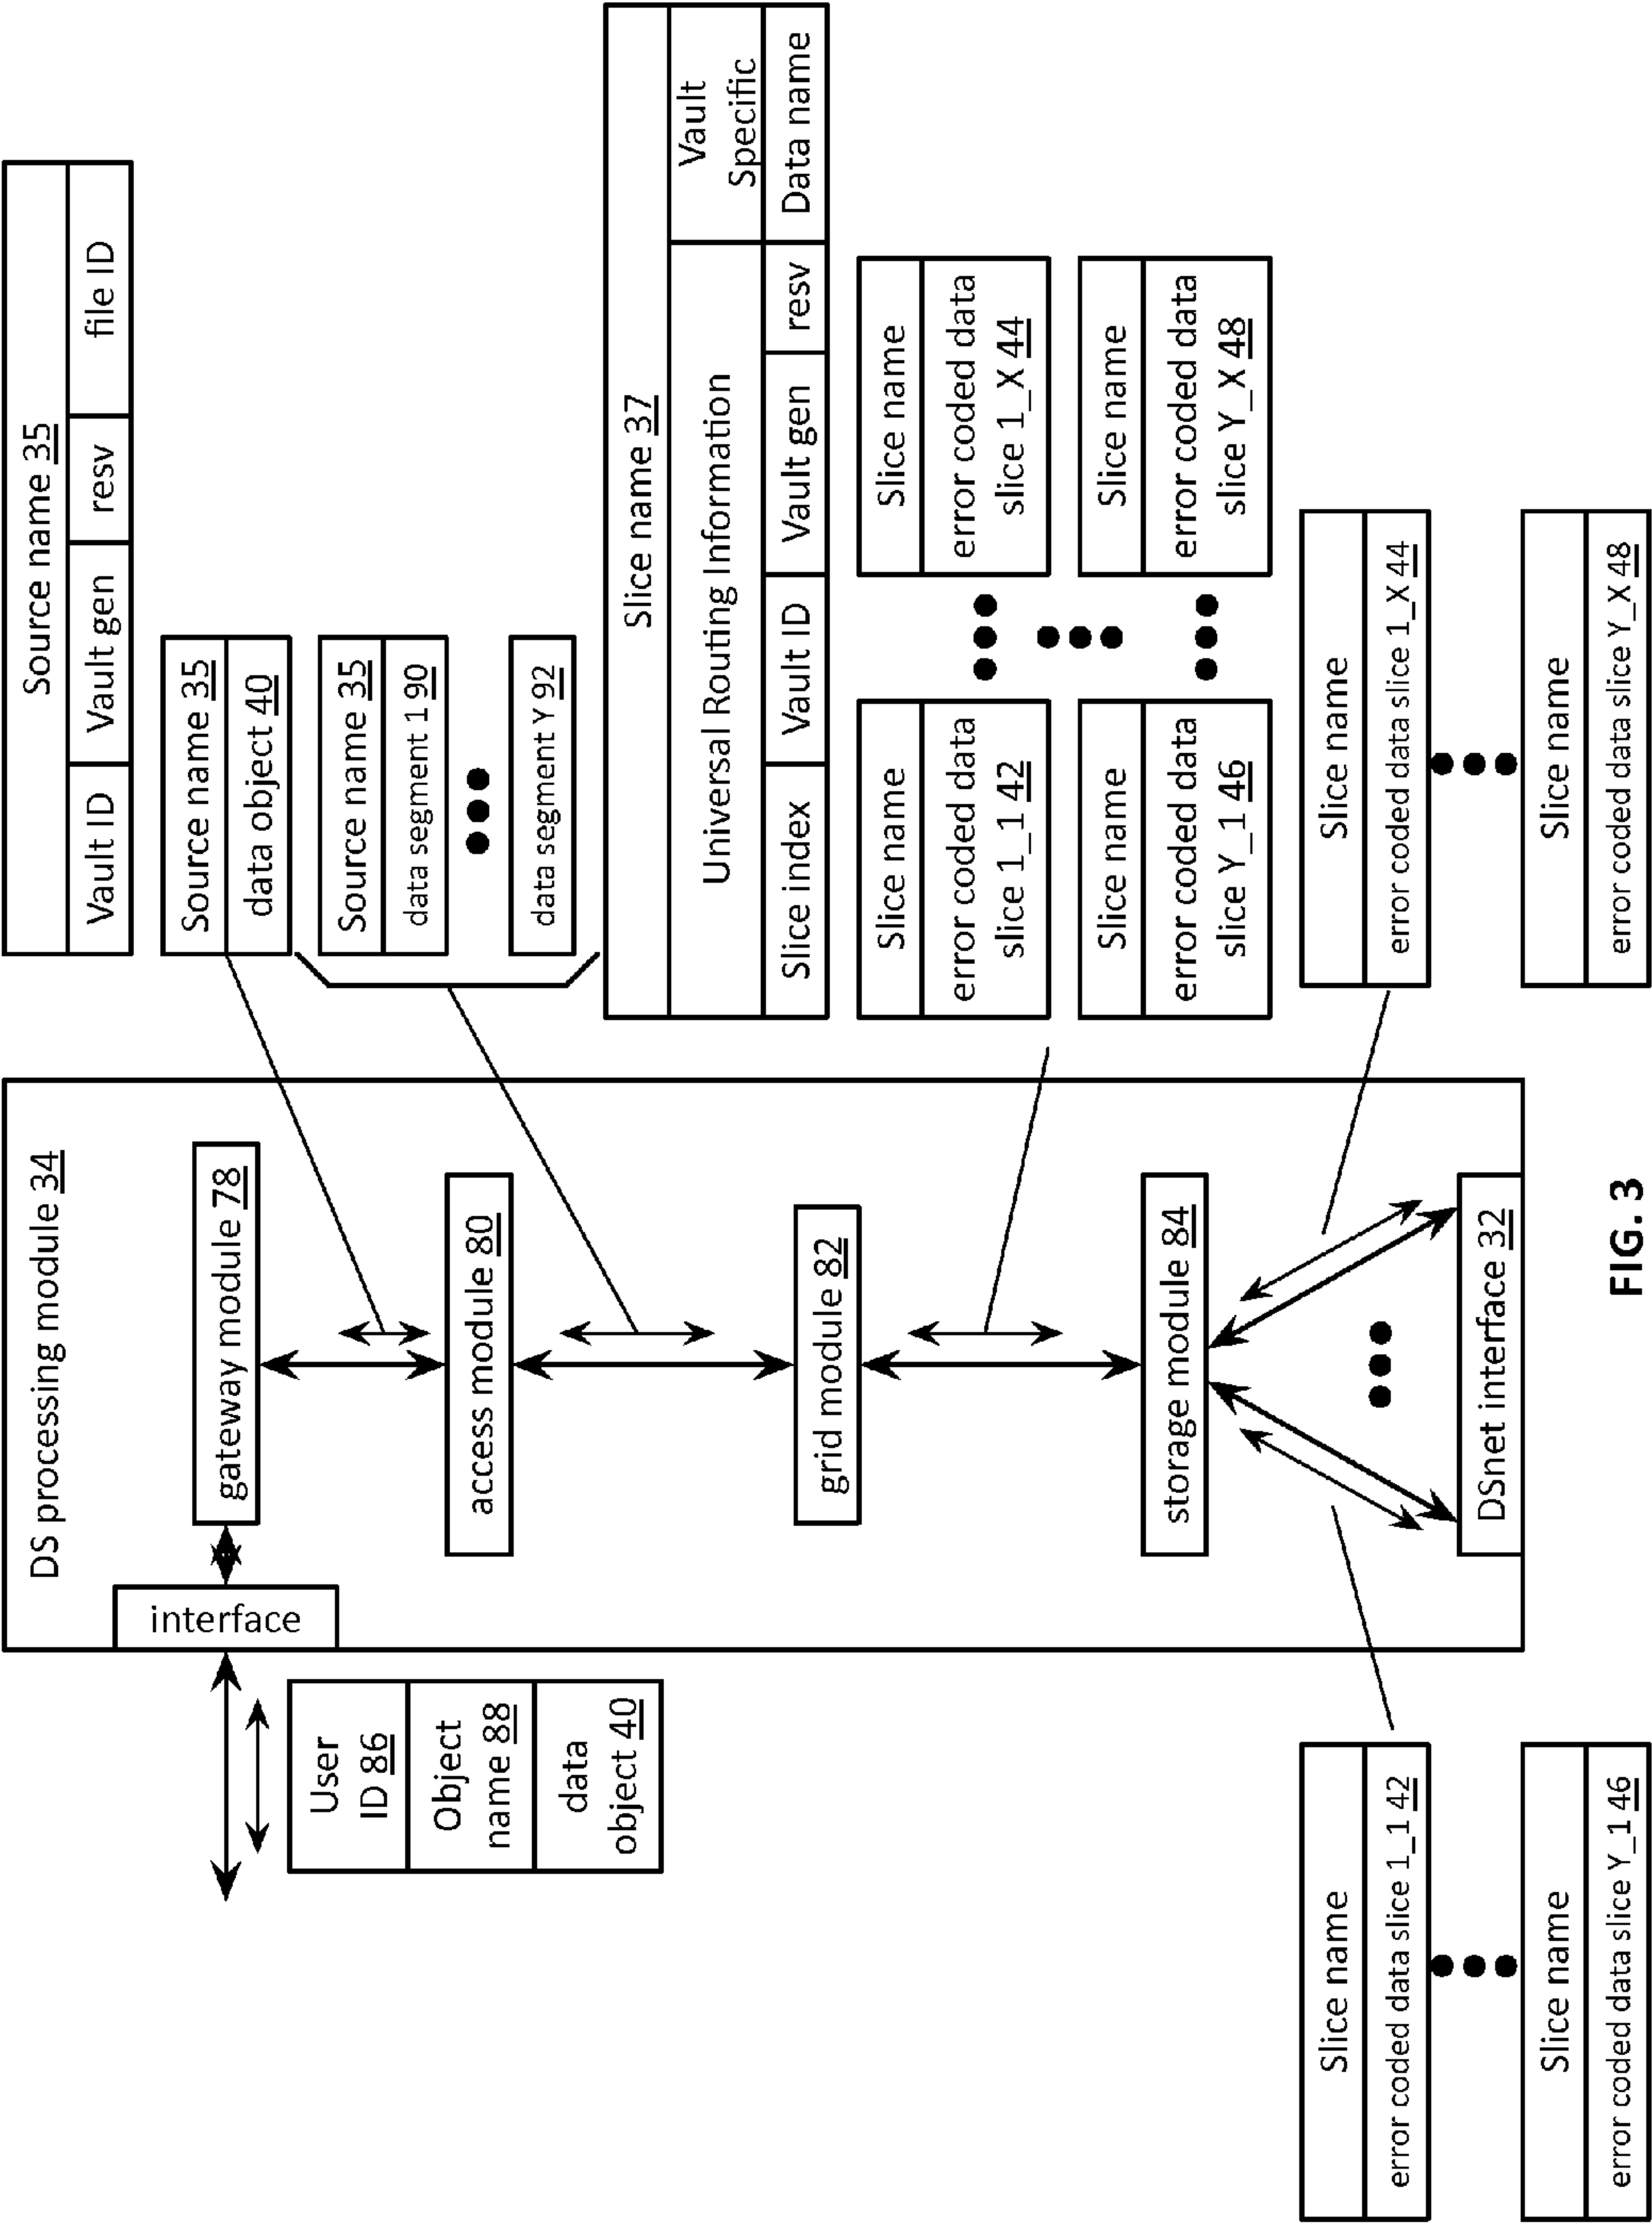 DS processing module 34
interface
gateway module 78
access module 80
grid module 82
storage module 84
DSnet interface 32
User
ID 86
Object
name 88
data
object 40
Source name 35
Vault ID
Vault gen
resv
file ID
Source name 35
data object 40
Source name 35
data segment 1 90
data segment Y 92
Slice name 37
Universal Routing Information
Vault
Specific
Slice index
Vault ID
Vault gen
resv
Data name
Slice name
error coded data
slice 1_1 42
Slice name
error coded data
slice 1_X 44
Slice name
error coded data
slice Y_1 46
Slice name
error coded data
slice Y_X 48
Slice name
error coded data slice 1_1 42
Slice name
error coded data slice Y_1 46
Slice name
error coded data slice 1_X 44
Slice name
error coded data slice Y_X 48
FIG. 3